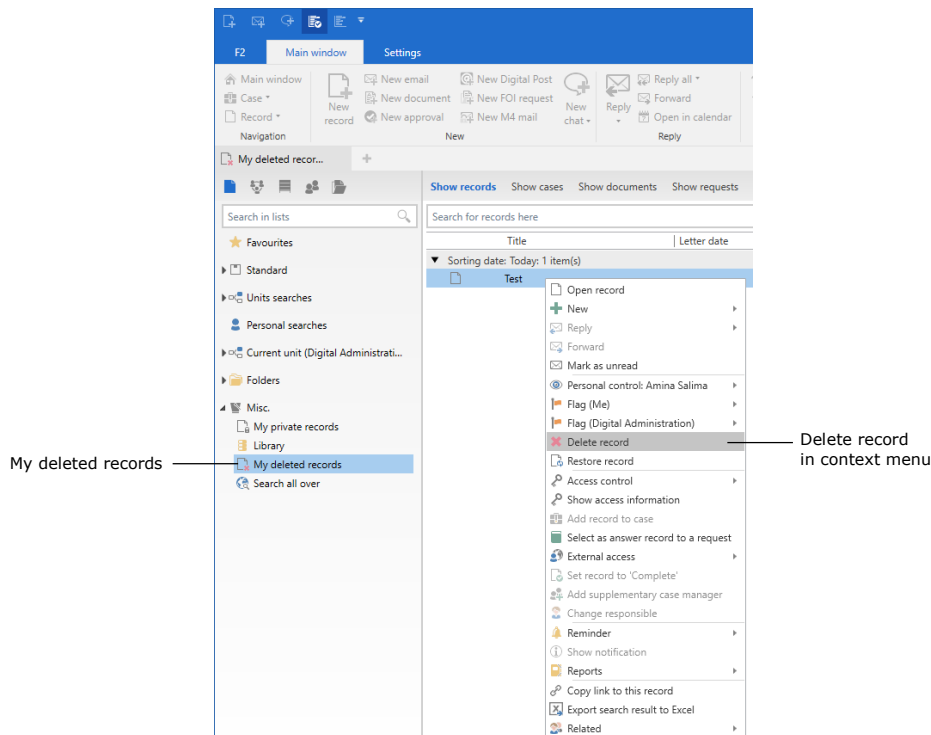 F2
Main window
Settings
Main window
Case
Record
Navigation
New
record
New email
New document
New approval
New Digital Post
New FOI request
New M4 mail
New
chat
New
Reply
Reply all
Forward
Open in calendar
Reply
My deleted recor...
Show records Show cases Show documents Show requests
Search in lists
Search for records here
Title Letter date
Sorting date: Today: 1 item(s)
Test
Favourites
Standard
Units searches
Personal searches
Current unit (Digital Administrati...
Folders
Misc.
My private records
Library
My deleted records
Search all over
Open record
New
Reply
Forward
Mark as unread
Personal control: Amina Salima
Flag (Me)
Flag (Digital Administration)
Delete record
Restore record
Access control
Show access information
Add record to case
Select as answer record to a request
External access
Set record to 'Complete'
Add supplementary case manager
Change responsible
Reminder
Show notification
Reports
Copy link to this record
Export search result to Excel
Related
My deleted records
Delete record
in context menu